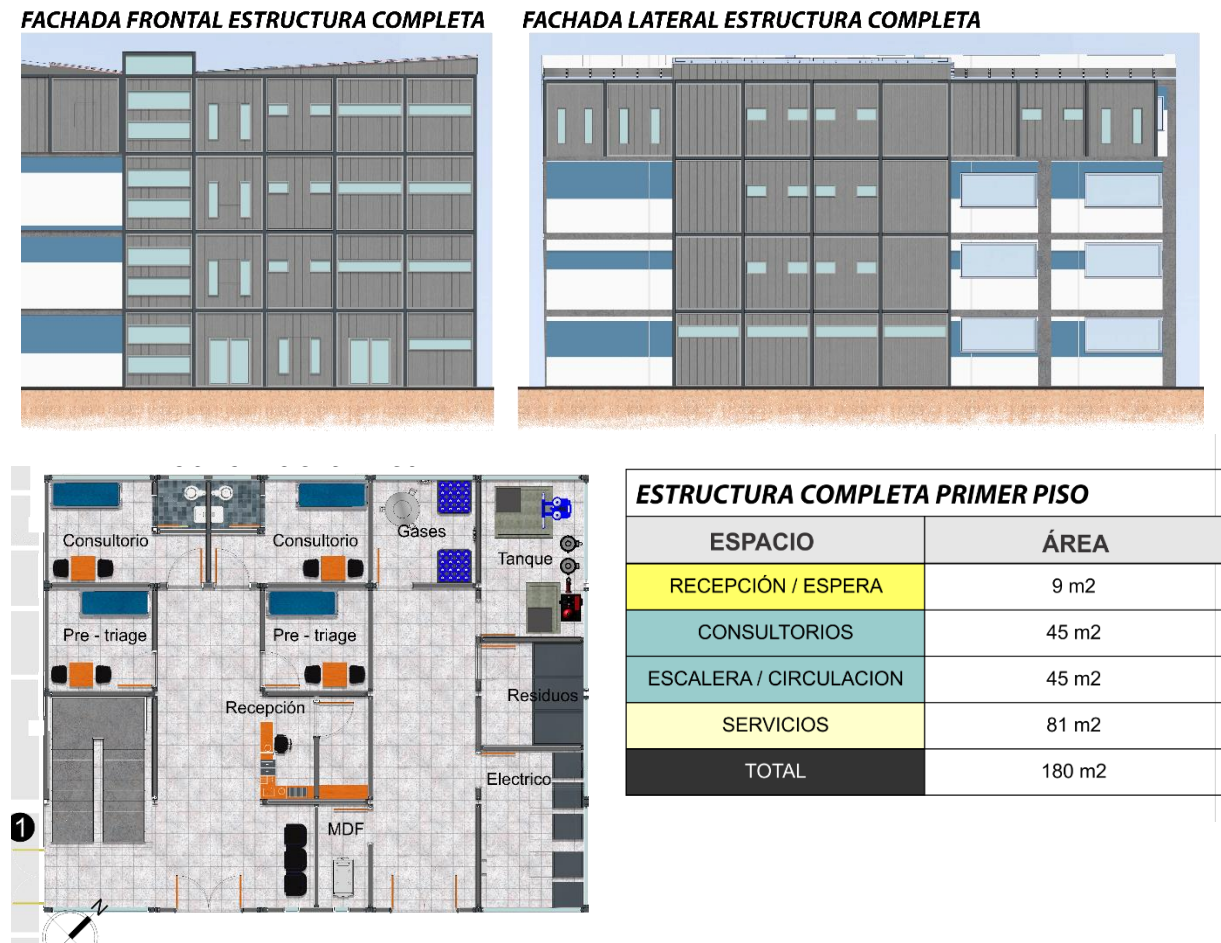 FACHADA FRONTAL ESTRUCTURA COMPLETA
FACHADA LATERAL ESTRUCTURA COMPLETA
Consultorio
Consultorio
Gases
Tanque
Pre - triage
Pre - triage
Recepción
Residuos
Electrico
MDF
1
N
ESTRUCTURA COMPLETA PRIMER PISO
ESPACIO ÁREA
RECEPCIÓN / ESPERA 9 m2
CONSULTORIOS 45 m2
ESCALERA / CIRCULACION 45 m2
SERVICIOS 81 m2
TOTAL 180 m2